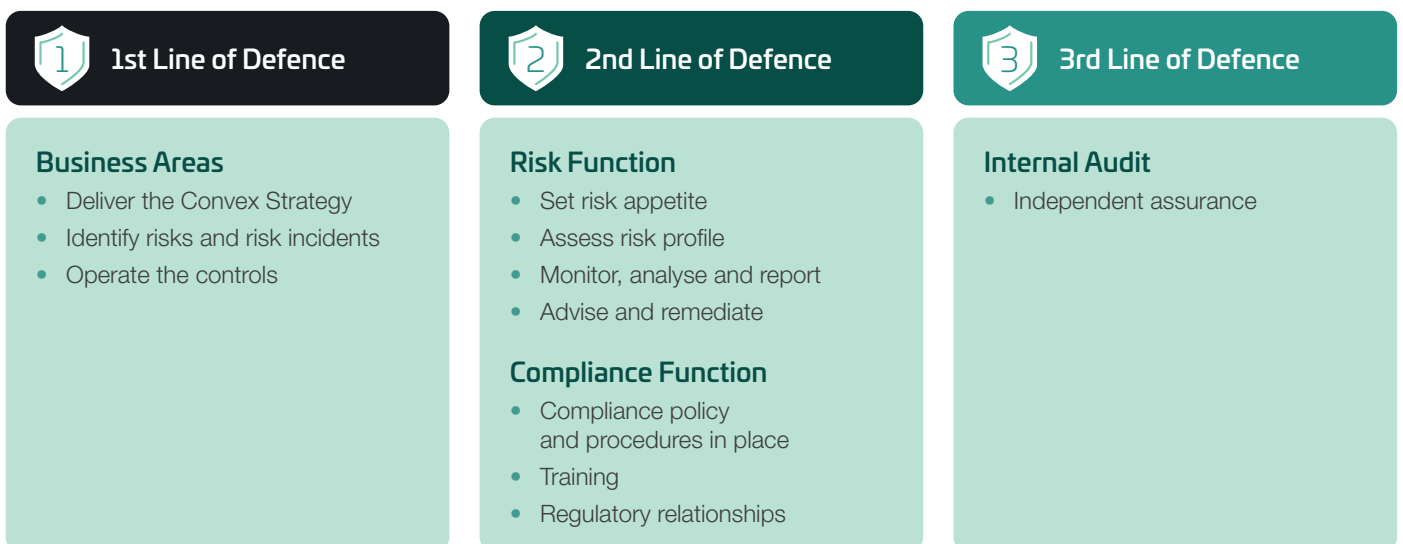 1 1st Line of Defence
Business Areas
• Deliver the Convex Strategy
• Identify risks and risk incidents
• Operate the controls
2 2nd Line of Defence
Risk Function
• Set risk appetite
• Assess risk profile
• Monitor, analyse and report
• Advise and remediate
Compliance Function
• Compliance policy
and procedures in place
• Training
• Regulatory relationships
3 3rd Line of Defence
Internal Audit
• Independent assurance